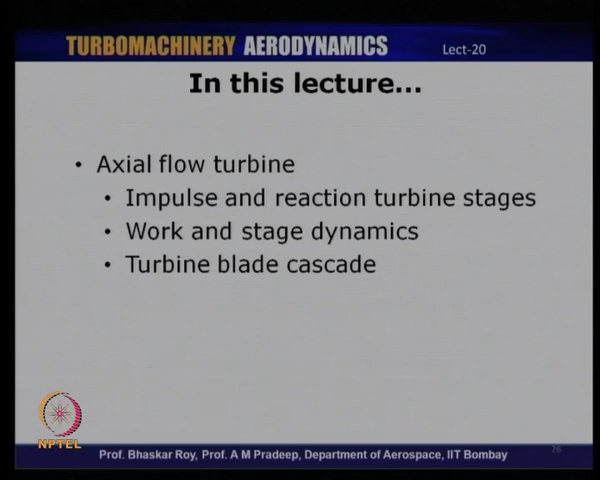 TURBOMACHINERY AERODYNAMICS Lect-20
In this lecture...
• Axial flow turbine
• Impulse and reaction turbine stages
• Work and stage dynamics
• Turbine blade cascade
NPTEL
Prof. Bhaskar Roy, Prof. A M Pradeep, Department of Aerospace, IIT Bombay
26